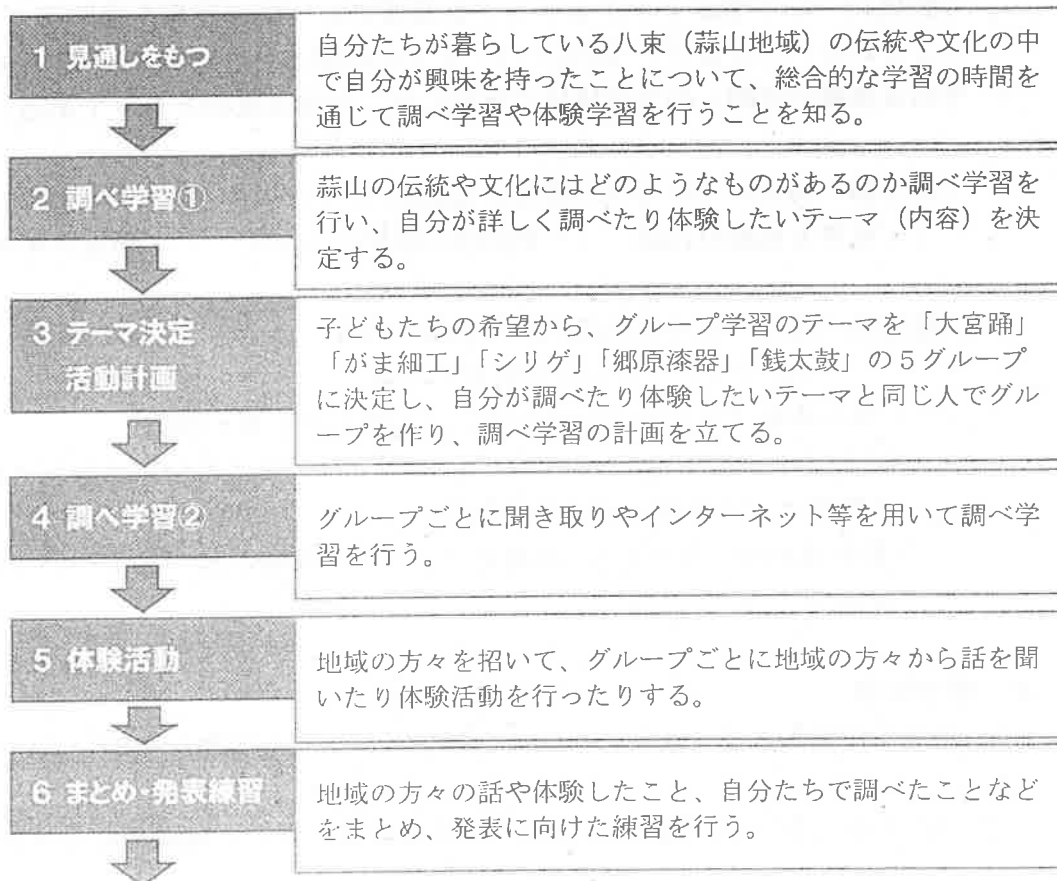 1 見通しをもつ
自分たちが暮らしている八束（蒜山地域）の伝統や文化の中
で自分が興味を持ったことについて、総合的な学習の時間を
通じて調べ学習や体験学習を行うことを知る。
2 調べ学習①
蒜山の伝統や文化にはどのようなものがあるのか調べ学習を
行い、自分が詳しく調べたり体験したいテーマ（内容）を決
定する。
3 テーマ決定
活動計画
子どもたちの希望から、グループ学習のテーマを「大宮踊」
「がま細工」「シリゲ」「郷原漆器」「銭太鼓」の５グループ
に決定し、自分が調べたり体験したいテーマと同じ人でグル
ープを作り、調べ学習の計画を立てる。
4 調べ学習②
グループごとに聞き取りやインターネット等を用いて調べ学
習を行う。
5 体験活動
地域の方々を招いて、グループごとに地域の方々から話を聞
いたり体験活動を行ったりする。
6 まとめ・発表練習
地域の方々の話や体験したこと、自分たちで調べたことなど
をまとめ、発表に向けた練習を行う。